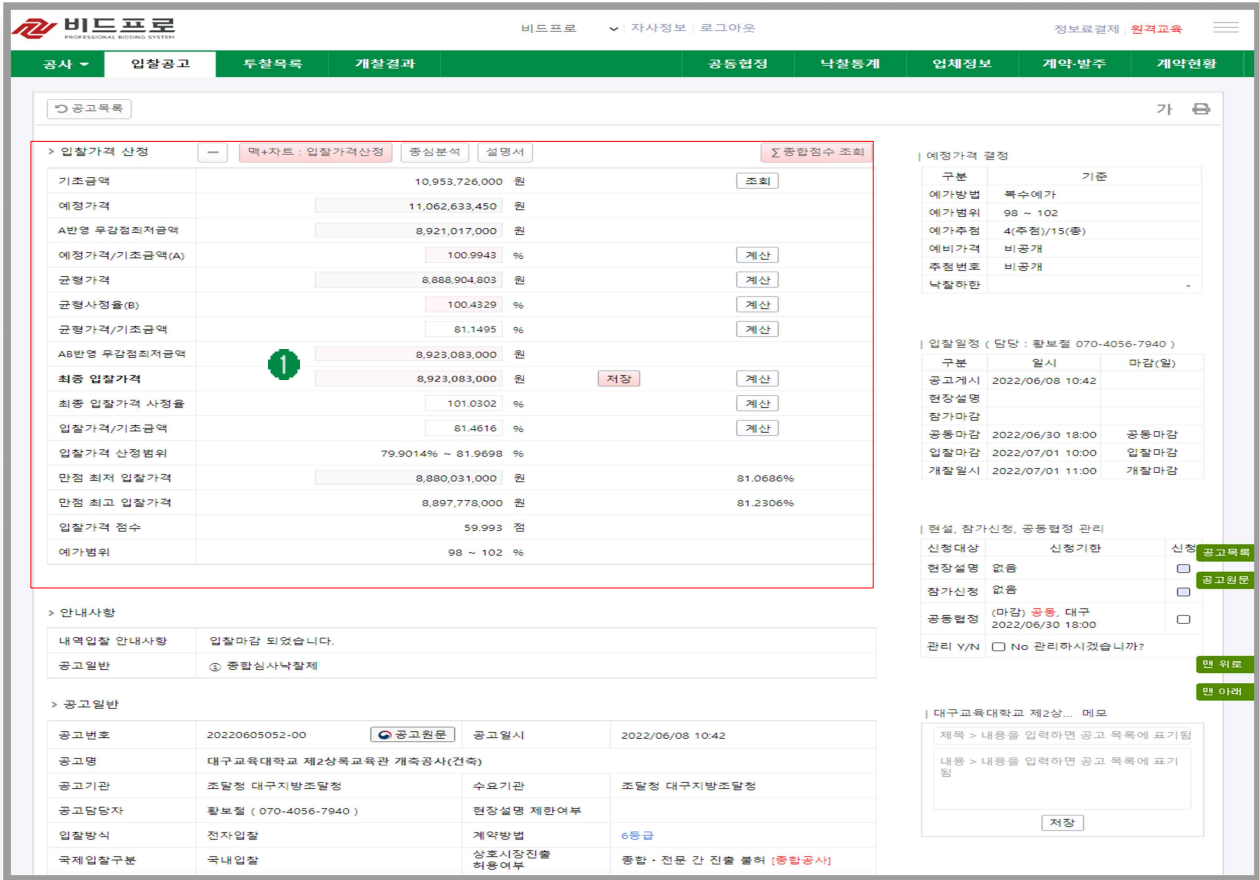 비드프로
PROFESSIONAL BIDDING SYSTEM
비드프로 자사정보 로그아웃
정보료결제 원격교육
공사 입찰공고 투찰목록 개찰결과 공동협정 낙찰통계 업체정보 계약·발주 계약현황
공고목록
가
> 입찰가격 산정 맥+차트 : 입찰가격산정 종심분석 설명서 ∑종합점수 조회
기초금액 10,953,726,000 원 조회
예정가격 11,062,633,450 원
A반영 무감점최저금액 8,921,017,000 원
예정가격/기초금액(A) 100.9943 % 계산
균형가격 8,888,904,803 원 계산
균형사정율(B) 100.4329 % 계산
균형가격/기초금액 81.1495 % 계산
AB반영 무감점최저금액 8,923,083,000 원
1
최종 입찰가격 8,923,083,000 원 저장 계산
최종 입찰가격 사정율 101.0302 % 계산
입찰가격/기초금액 81.4616 % 계산
입찰가격 산정범위 79.9014% ~ 81.9698 %
만점 최저 입찰가격 8,880,031,000 원 81.0686%
만점 최고 입찰가격 8,897,778,000 원 81.2306%
입찰가격 점수 59.993 점
예가범위 98 ~ 102 %
> 안내사항
내역입찰 안내사항 입찰마감 되었습니다.
공고일반 ① 종합심사낙찰제
> 공고일반
공고번호 20220605052-00 공고원문 공고일시 2022/06/08 10:42
공고명 대구교육대학교 제2상록교육관 개축공사(건축)
공고기관 조달청 대구지방조달청 수요기관 조달청 대구지방조달청
공고담당자 황보철 ( 070-4056-7940 ) 현장설명 제한여부
입찰방식 전자입찰 계약방법 6등급
국제입찰구분 국내입찰 상호시장진출
허용여부 종합·전문 간 진출 불허 [종합공사]
| 예정가격 결정
구분 기준
예가방법 복수예가
예가범위 98 ~ 102
예가추첨 4(추첨)/15(총)
예비가격 비공개
추첨번호 비공개
낙찰하한 -
| 입찰일정 ( 담당 : 황보철 070-4056-7940 )
구분 일시 마감(일)
공고게시 2022/06/08 10:42
현장설명
참가마감
공동마감 2022/06/30 18:00 공동마감
입찰마감 2022/07/01 10:00 입찰마감
개찰일시 2022/07/01 11:00 개찰마감
| 현설, 참가신청, 공동협정 관리
신청대상 신청기한 신청
현장설명 없음
참가신청 없음
공동협정 (마감) 공동, 대구
2022/06/30 18:00
관리 Y/N No 관리하시겠습니까?
공고목록
공고원문
맨 위로
맨 아래
| 대구교육대학교 제2상... 메모
제목 > 내용을 입력하면 공고 목록에 표기됨
내용 > 내용을 입력하면 공고 목록에 표기
됨
저장